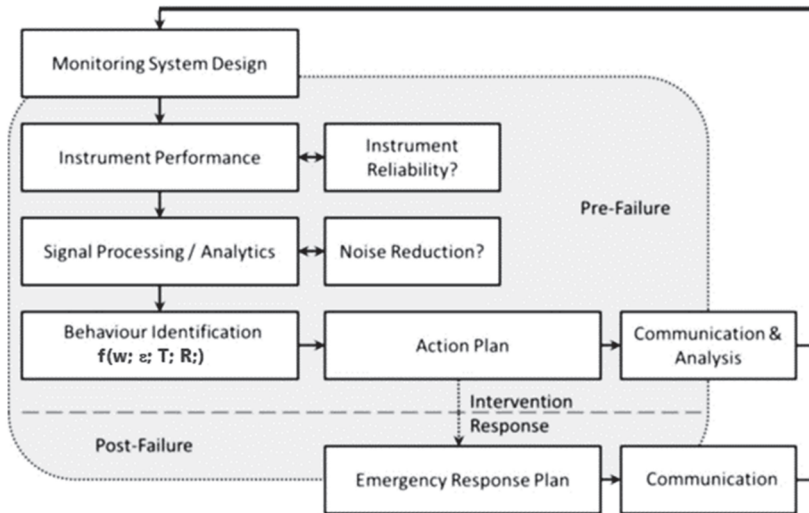 Monitoring System Design
Instrument Performance
Instrument
Reliability?
Pre-Failure
Signal Processing / Analytics
Noise Reduction?
Behaviour Identification
f(w; ε; T; R;)
Action Plan
Communication &
Analysis
Intervention
Response
Post-Failure
Emergency Response Plan
Communication